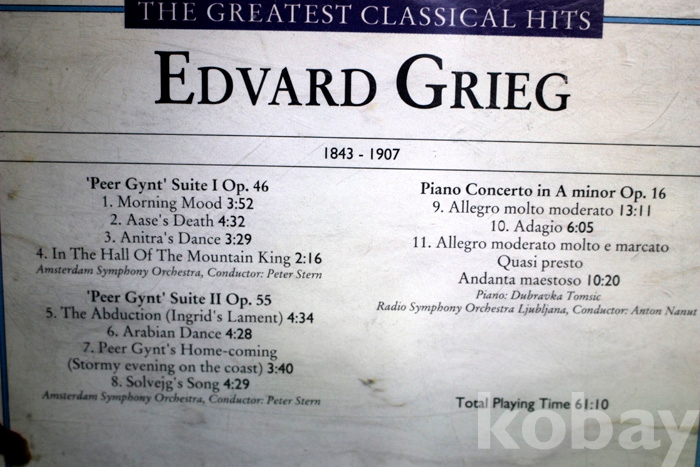 THE GREATEST CLASSICAL HITS
EDVARD GRIEG
1843 - 1907
'Peer Gynt' Suite I Op. 46
1. Morning Mood 3:52
2. Aase's Death 4:32
3. Anitra's Dance 3:29
4. In The Hall Of The Mountain King 2:16
Amsterdam Symphony Orchestra, Conductor: Peter Stern
'Peer Gynt' Suite II Op. 55
5. The Abduction (Ingrid's Lament) 4:34
6. Arabian Dance 4:28
7. Peer Gynt's Home-coming
(Stormy evening on the coast) 3:40
8. Solvejg's Song 4:29
Amsterdam Symphony Orchestra, Conductor: Peter Stern
Piano Concerto in A minor Op. 16
9. Allegro molto moderato 13:11
10. Adagio 6:05
11. Allegro moderato molto e marcato
Quasi presto
Andanta maestoso 10:20
Piano: Dubravka Tomsic
Radio Symphony Orchestra Ljubljana, Conductor: Anton Nanut
Total Playing Time 61:10
kobay